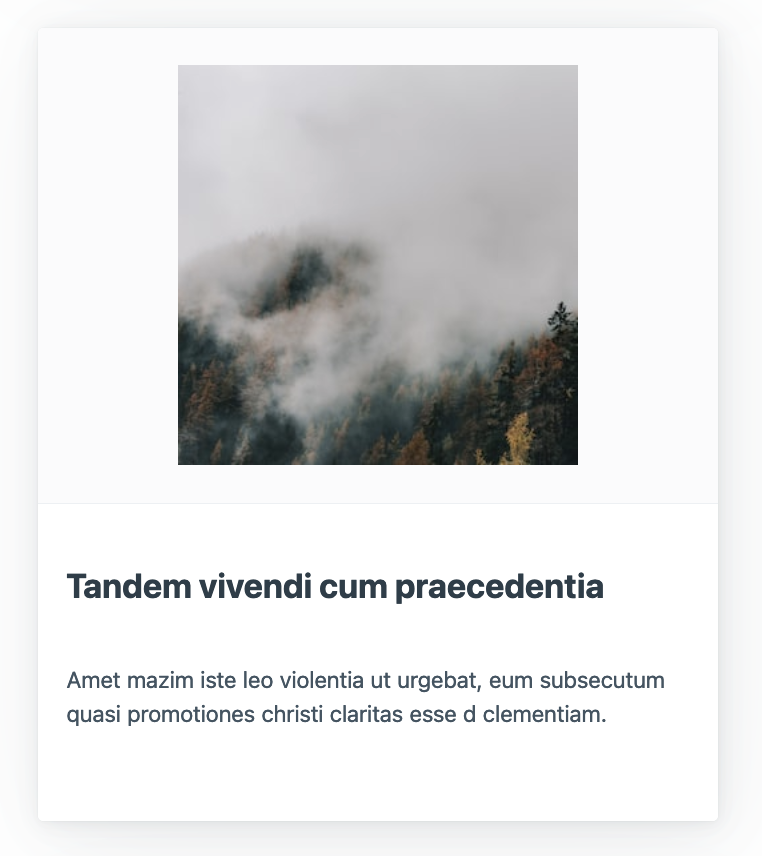 Tandem vivendi cum praecedentia
Amet mazim iste leo violentia ut urgebat, eum subsecutum
quasi promotiones christi claritas esse d clementiam.